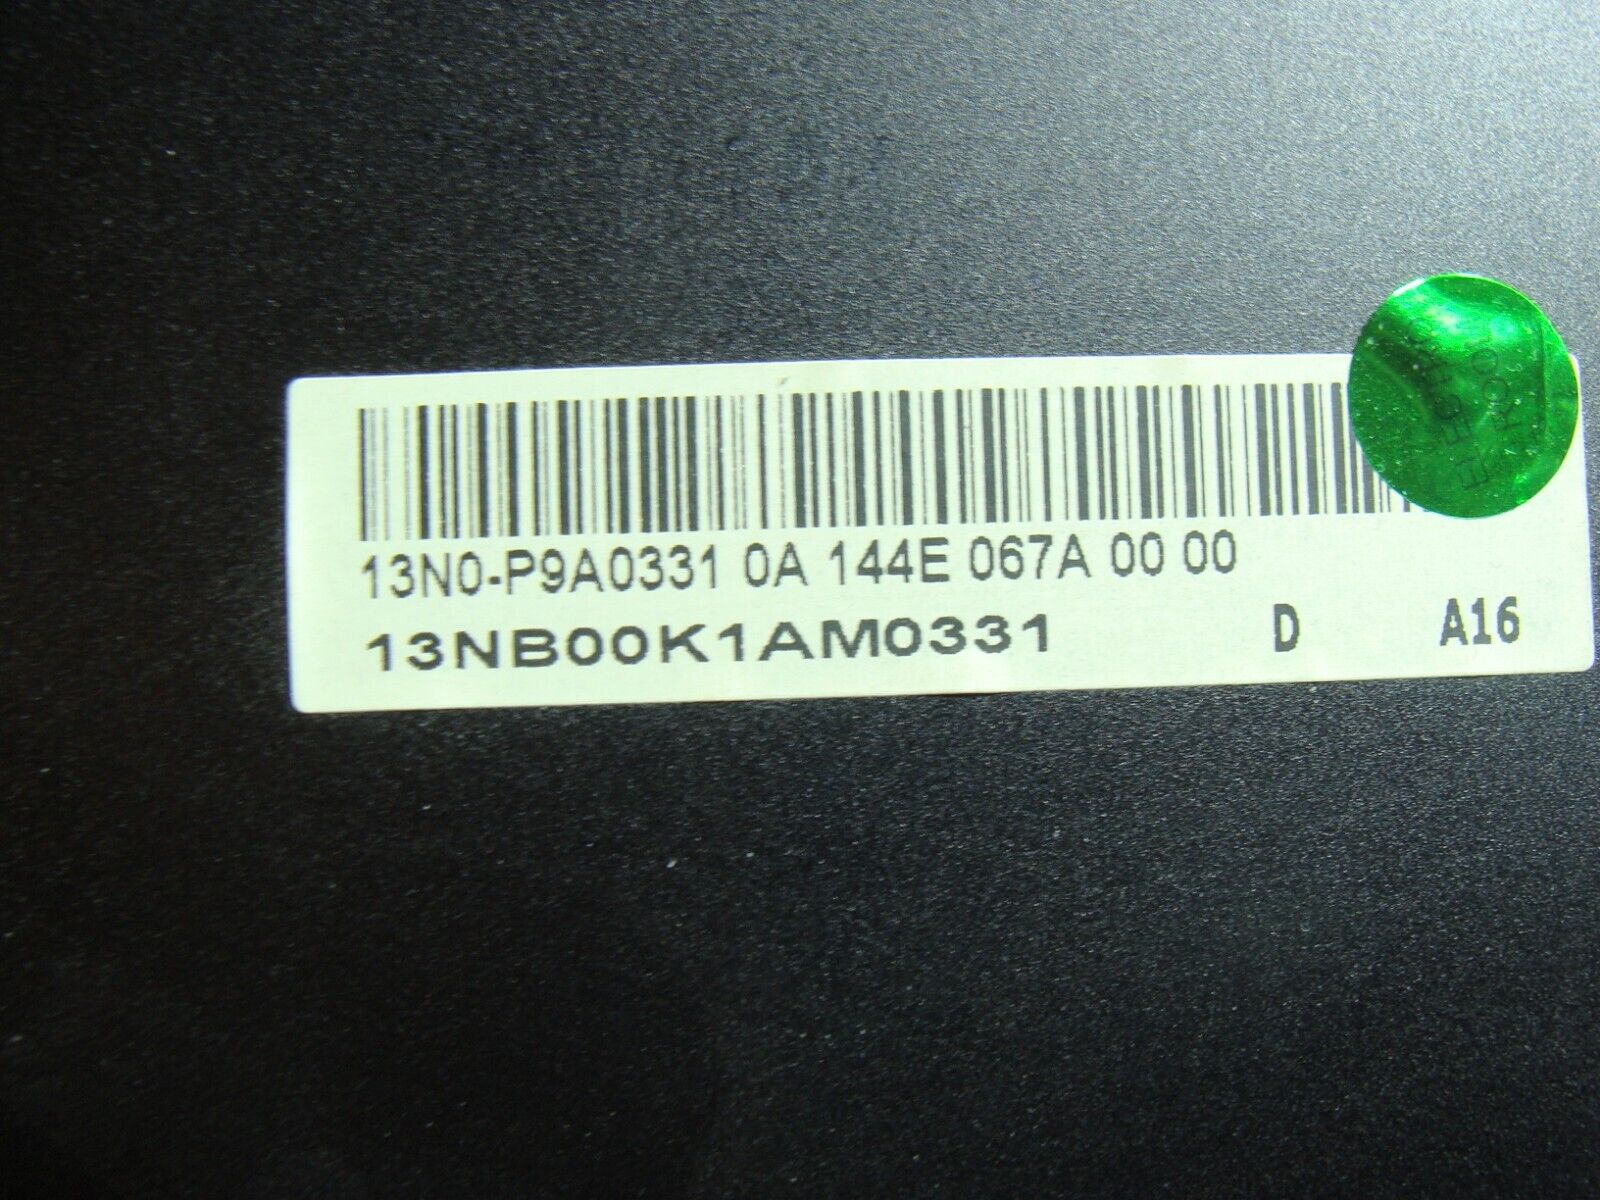 13N0-P9A0331 0A 144E 067A 00 00
13NB00K1AM0331 D A16